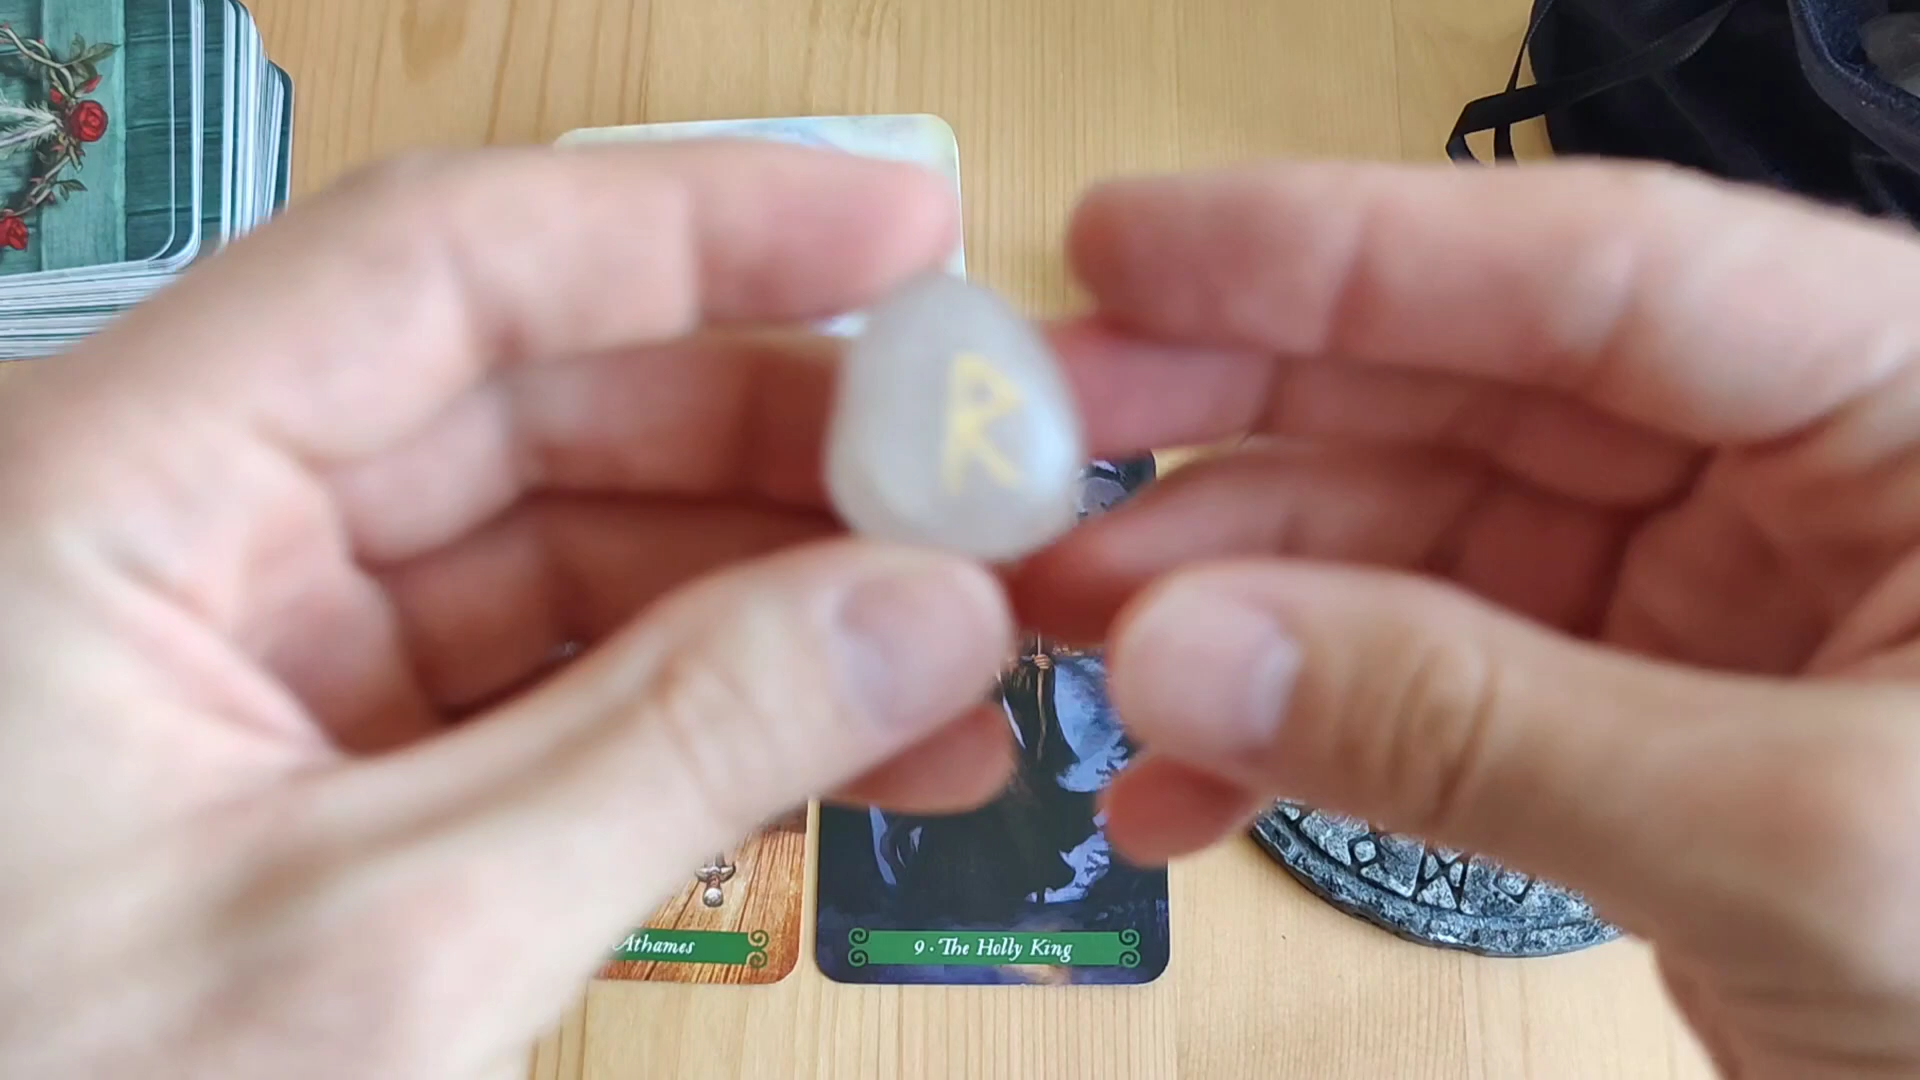 ᚱ
Athames
9 · The Holly King